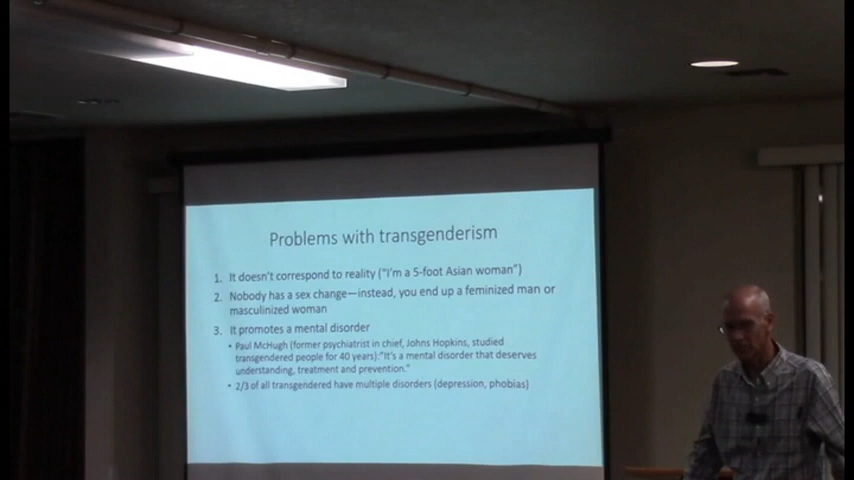 Problems with transgenderism
1. It doesn't correspond to reality ("I'm a 5-foot Asian woman")
2. Nobody has a sex change—instead, you end up a feminized man or
masculinized woman
3. It promotes a mental disorder
• Paul McHugh (former psychiatrist in chief, Johns Hopkins, studied
transgendered people for 40 years):"It's a mental disorder that deserves
understanding, treatment and prevention."
• 2/3 of all transgendered have multiple disorders (depression, phobias)